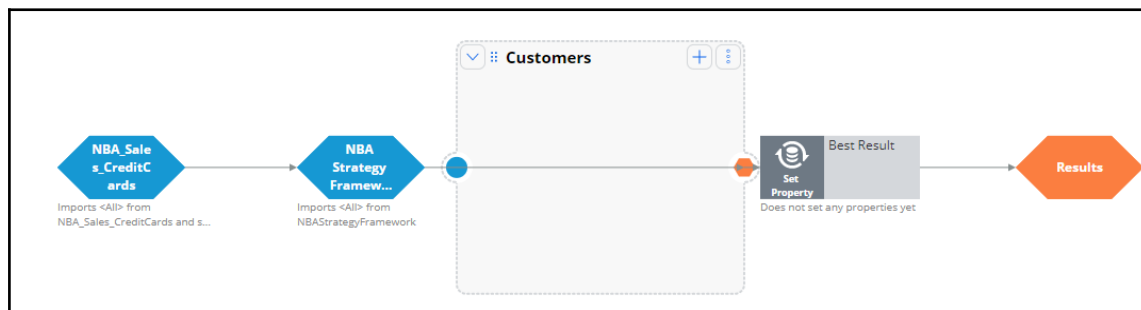 Customers
NBA_Sale
s_CreditC
ards
Imports <All> from
NBA_Sales_CreditCards and s...
NBA
Strategy
Framew...
Imports <All> from
NBAStrategyFramework
Set
Property
Best Result
Does not set any properties yet
Results